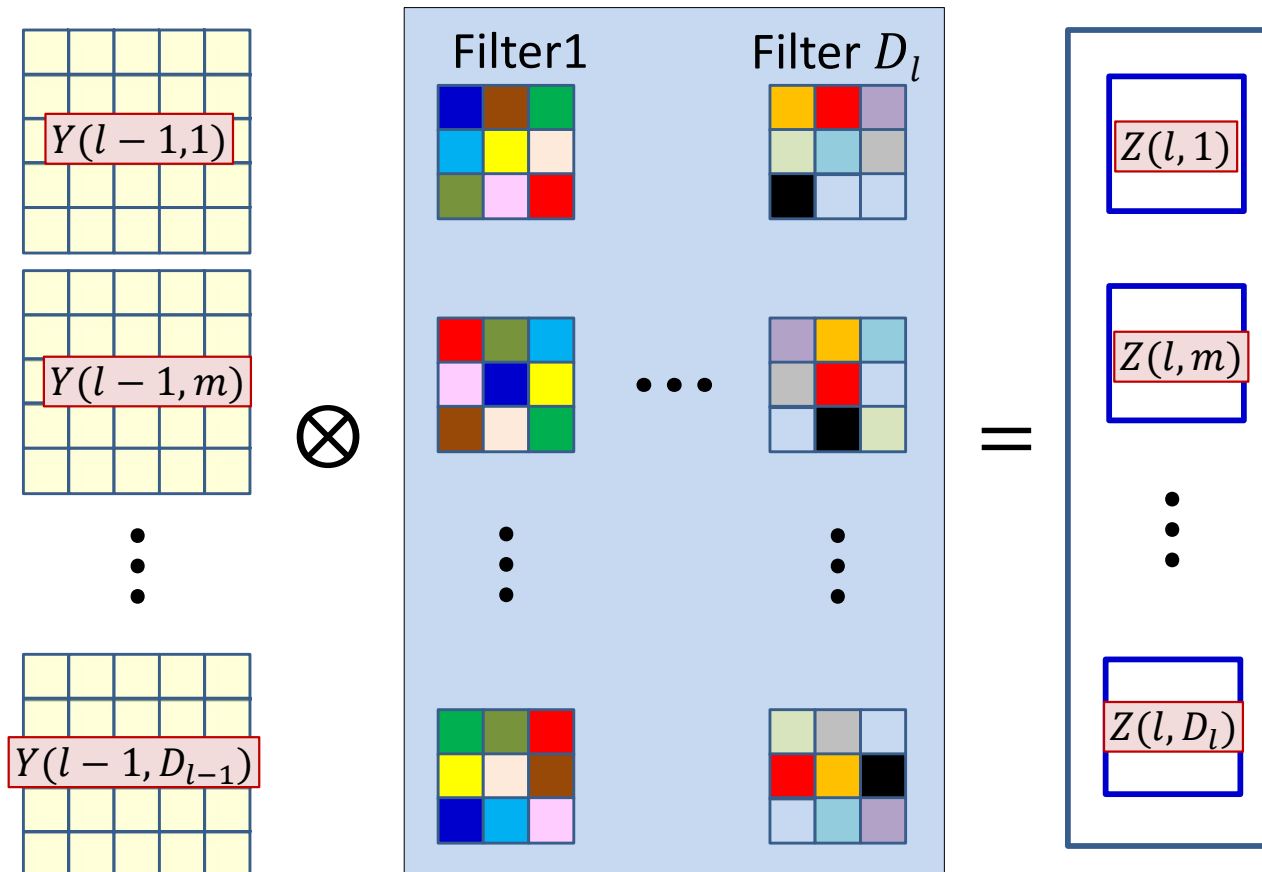 Filter1
Filter D_l
Y(l − 1,1)
Z(l, 1)
Y(l − 1, m)
⊗
=
Z(l, m)
Y(l − 1, D_{l−1})
Z(l, D_l)